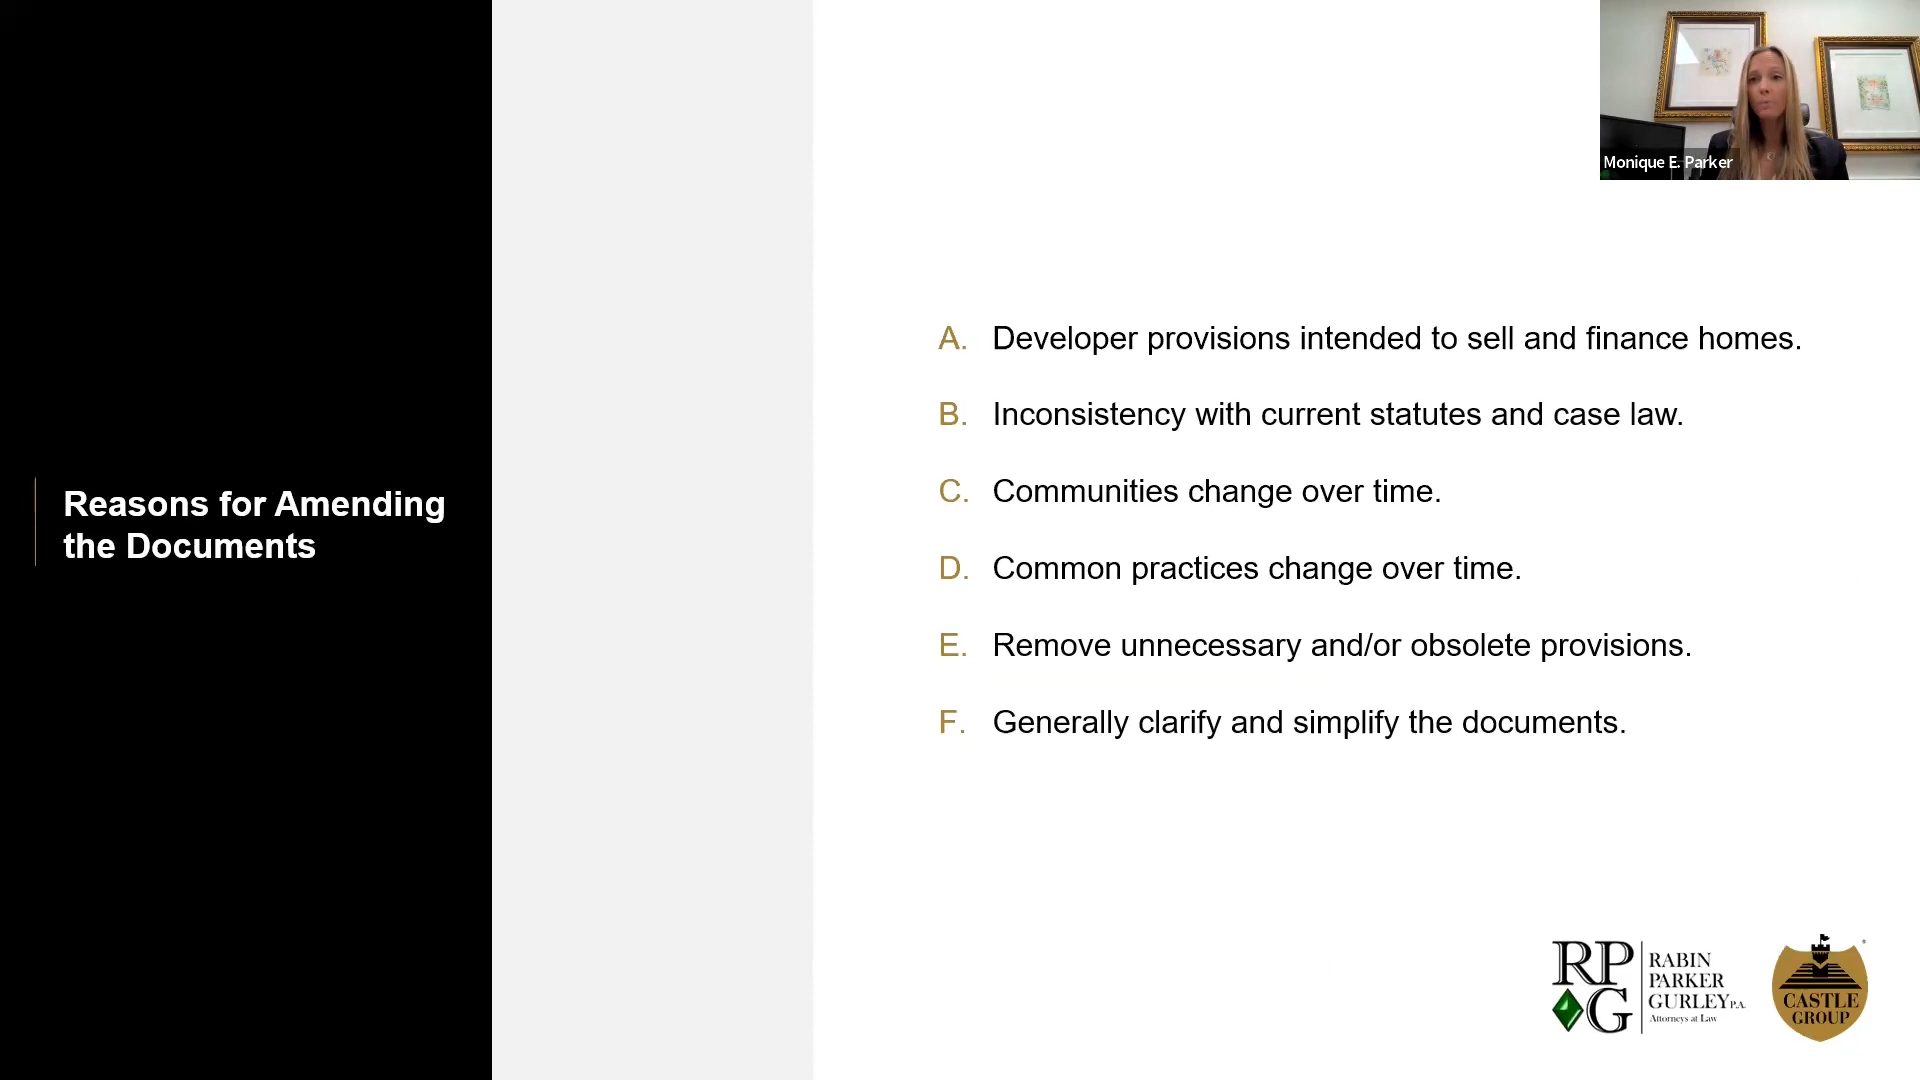 Monique E. Parker
Reasons for Amending
the Documents
A. Developer provisions intended to sell and finance homes.
B. Inconsistency with current statutes and case law.
C. Communities change over time.
D. Common practices change over time.
E. Remove unnecessary and/or obsolete provisions.
F. Generally clarify and simplify the documents.
RPG
RABIN
PARKER
GURLEY P.A.
Attorneys at Law
CASTLE
GROUP